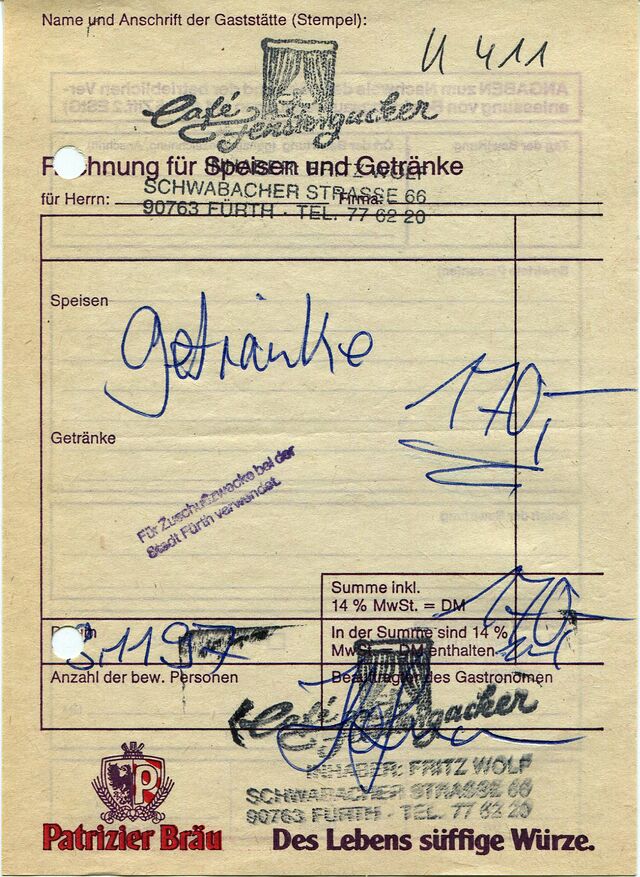 Name und Anschrift der Gaststätte (Stempel):
U 411
Café Fenstergucker
Rechnung für Speisen und Getränke
INHABER: FRITZ WOLF
SCHWABACHER STRASSE 66
für Herrn: Firma:
90763 FÜRTH · TEL. 77 62 20
Speisen
Getränke
170,-
Getränke
Für Zuschußzwecke bei der
Stadt Fürth verwendet.
Summe inkl.
14 % MwSt. = DM
170,-
In der Summe sind 14 %
MwSt. DM enthalten
Anzahl der bew. Personen
Beauftragter des Gastronomen
Café Fenstergucker
INHABER: FRITZ WOLF
SCHWABACHER STRASSE 66
90763 FÜRTH · TEL. 77 62 20
P
Patrizier Bräu
Des Lebens süffige Würze.